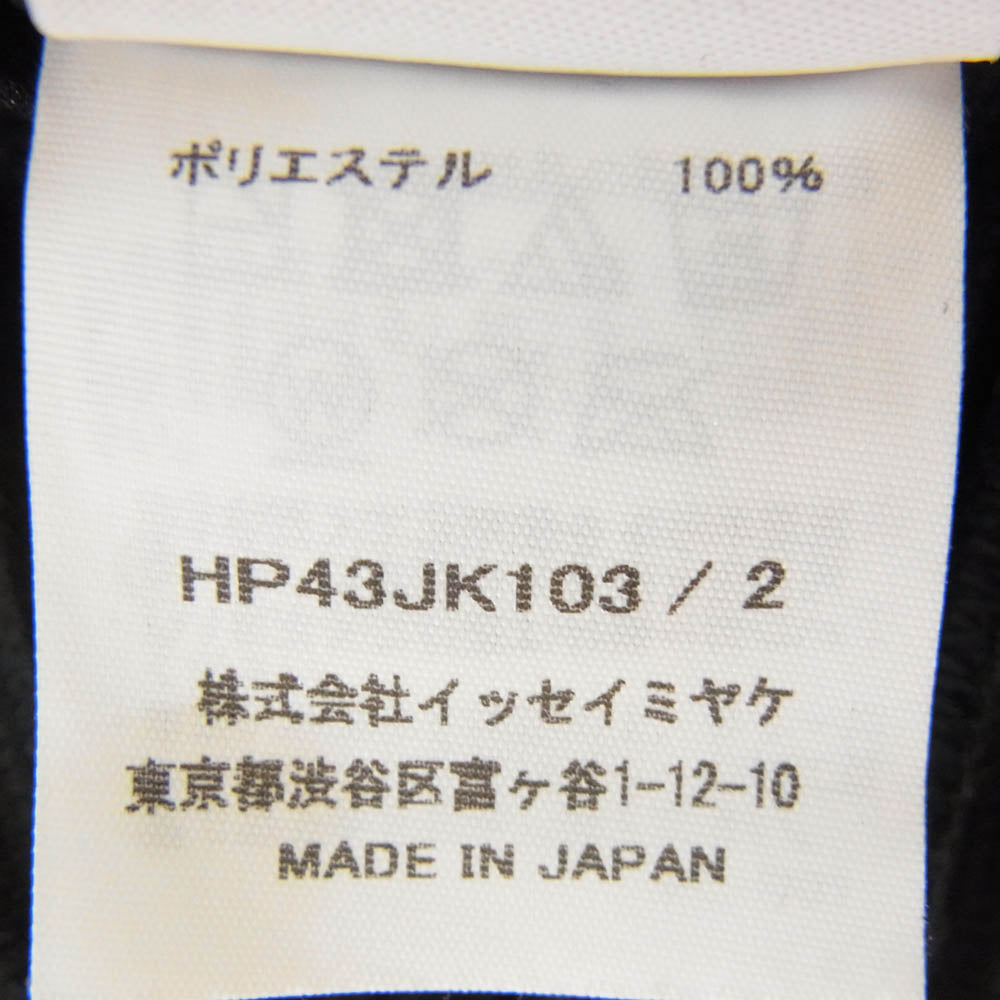 ポリエステル 100%
HP43JK103 / 2
株式会社イッセイミヤケ
東京都渋谷区富ヶ谷1-12-10
MADE IN JAPAN